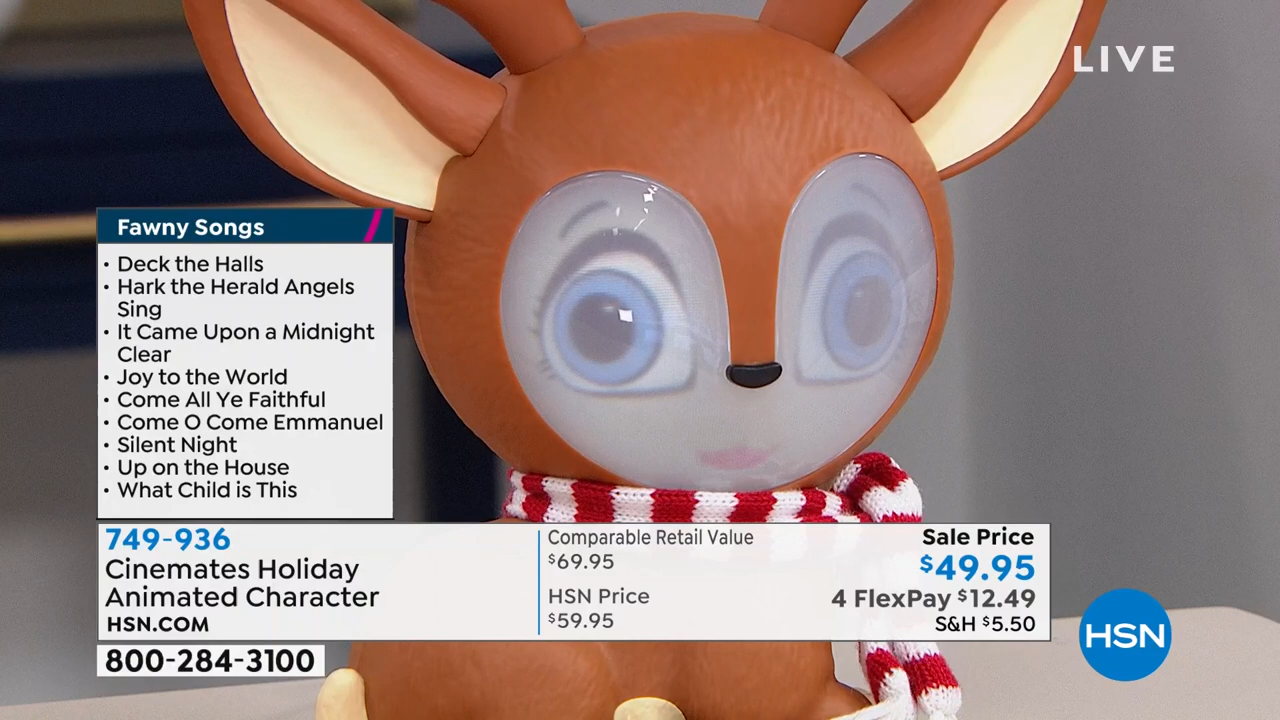 LIVE
Fawny Songs
• Deck the Halls
• Hark the Herald Angels
Sing
• It Came Upon a Midnight
Clear
• Joy to the World
• Come All Ye Faithful
• Come O Come Emmanuel
• Silent Night
• Up on the House
• What Child is This
749-936
Cinemates Holiday
Animated Character
HSN.COM
Comparable Retail Value
$69.95
HSN Price
$59.95
Sale Price
$49.95
4 FlexPay $12.49
S&H $5.50
800-284-3100
HSN